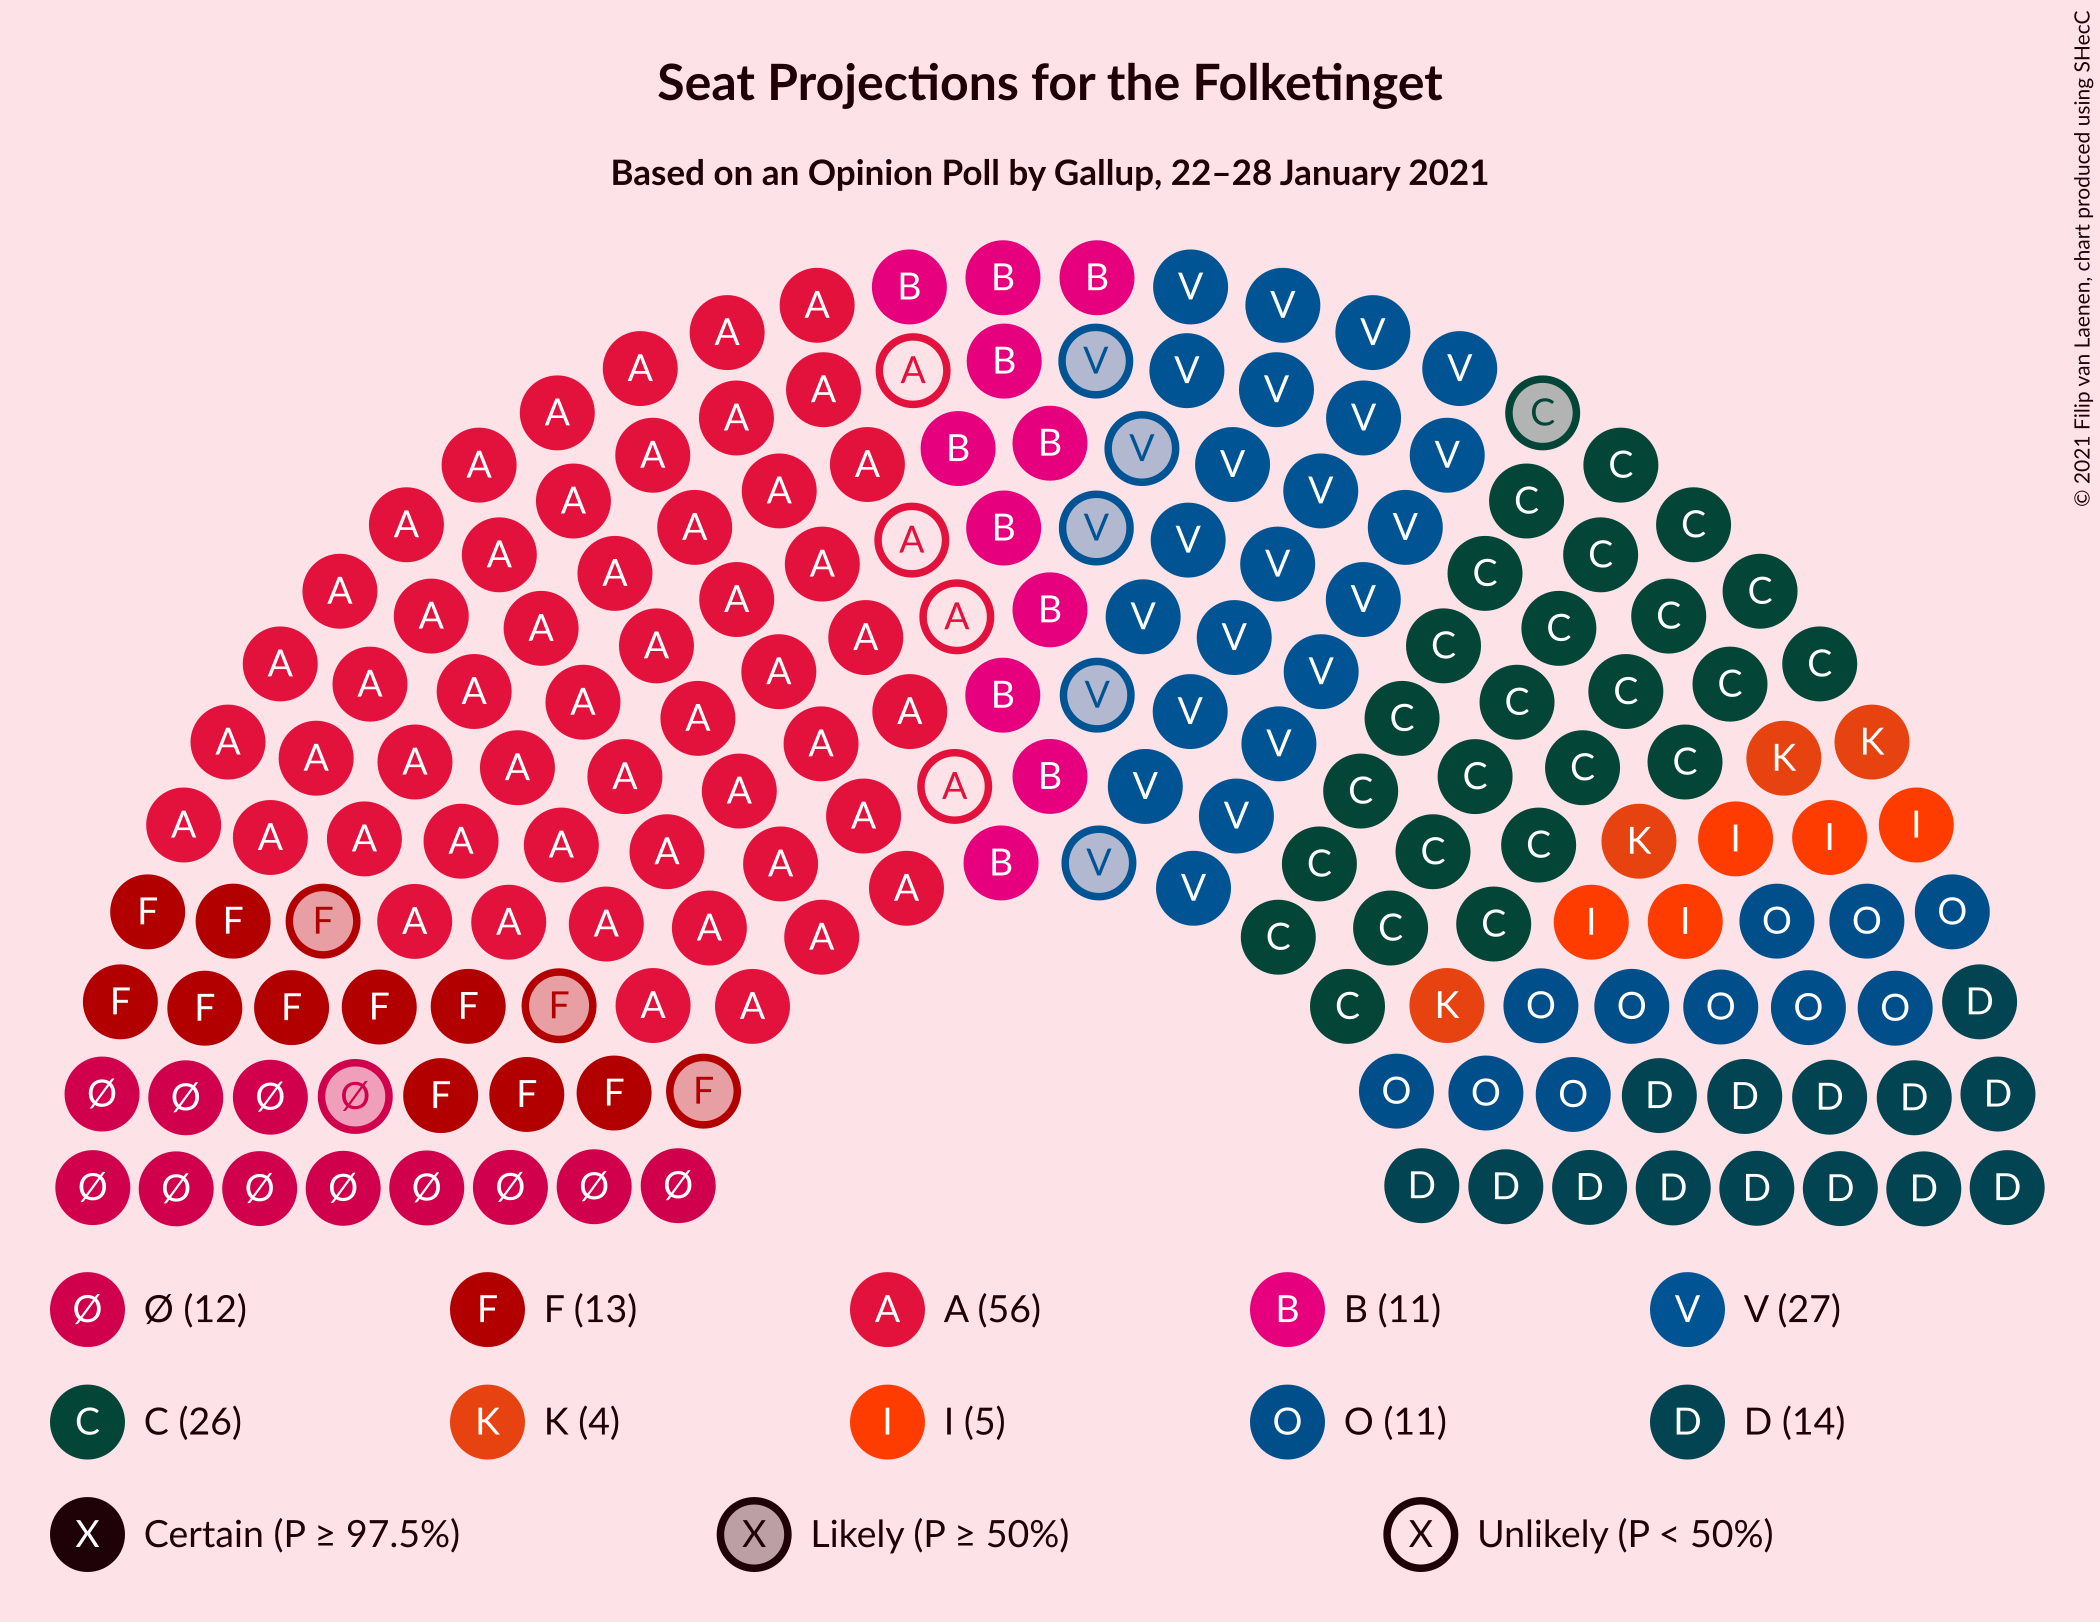 Seat Projections for the Folketinget
Based on an Opinion Poll by Gallup, 22–28 January 2021
© 2021 Filip van Laenen, chart produced using SHecC
B B B V V
A A V V
A A B V V V V
A A A C
A A A B B V V V V C
A A A C C
A A A A B V V V V C C
A A A C C
A A A A A B V V V C C C
A A A C C C
A A A A A B V V V C C C C
A A A A K K
A A A A A A B V V C C C C
A A A A A A A B V V C C C K I I I
F F F A A A A A C C C I I O O O
F F F F F F A A C K O O O O O D
Ø Ø Ø Ø F F F F O O O D D D D D
Ø Ø Ø Ø Ø Ø Ø Ø D D D D D D D D
Ø Ø (12) F F (13) A A (56) B B (11) V V (27)
C C (26) K K (4) I I (5) O O (11) D D (14)
X Certain (P ≥ 97.5%) X Likely (P ≥ 50%) X Unlikely (P < 50%)